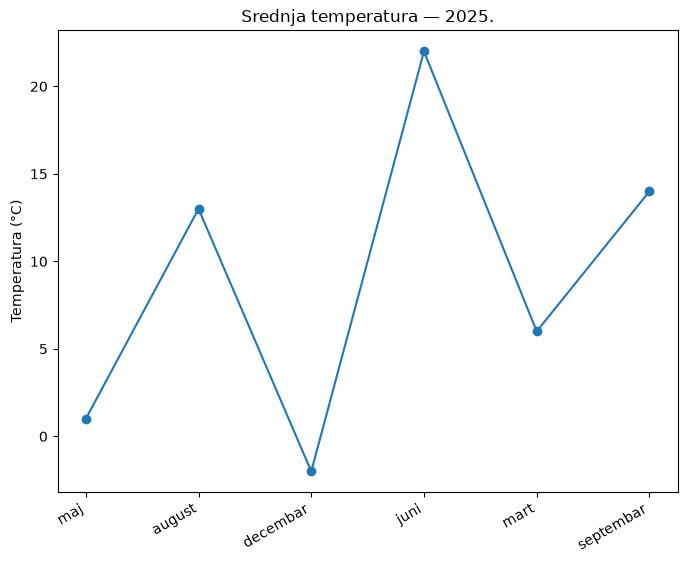 Srednja temperatura — 2025.
Temperatura (°C)
20
15
10
5
0
maj
august
decembar
juni
mart
septembar